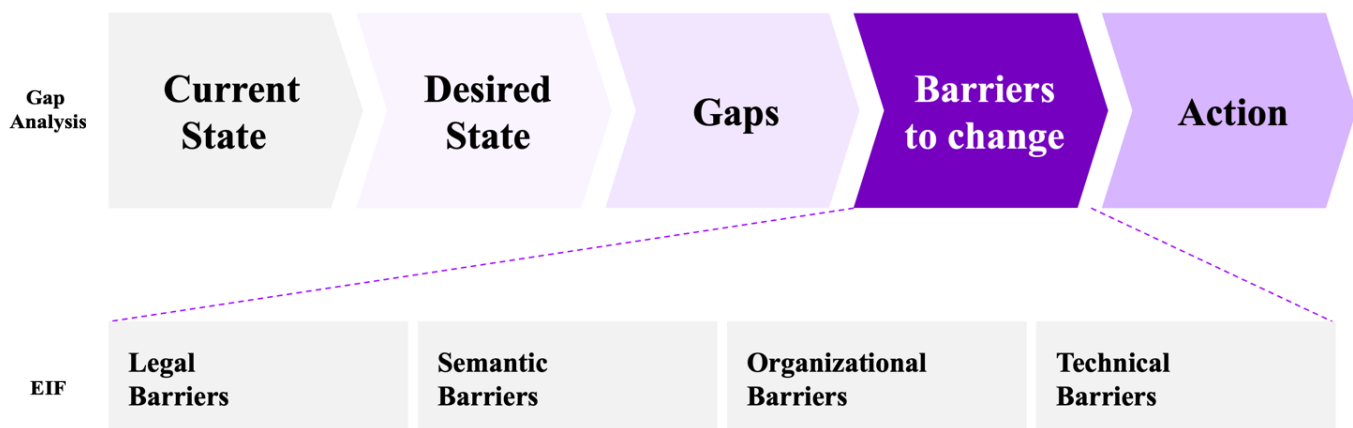 Gap
Analysis
Current
State
Desired
State
Gaps
Barriers
to change
Action
EIF
Legal
Barriers
Semantic
Barriers
Organizational
Barriers
Technical
Barriers